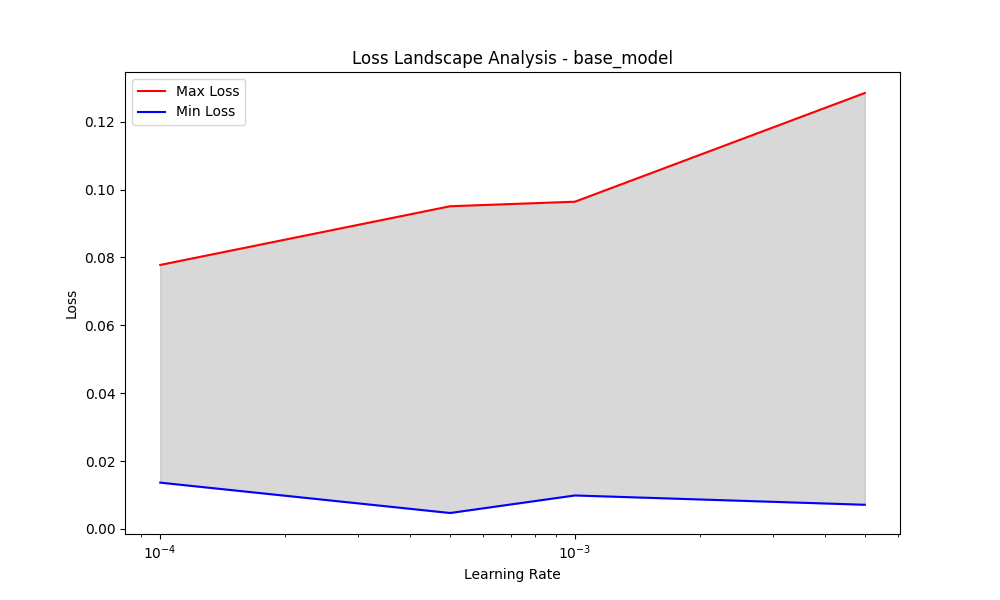 Loss Landscape Analysis - base_model
Max Loss
Min Loss
0.12
0.10
0.08
0.06
0.04
0.02
0.00
Loss
10⁻⁴
10⁻³
Learning Rate